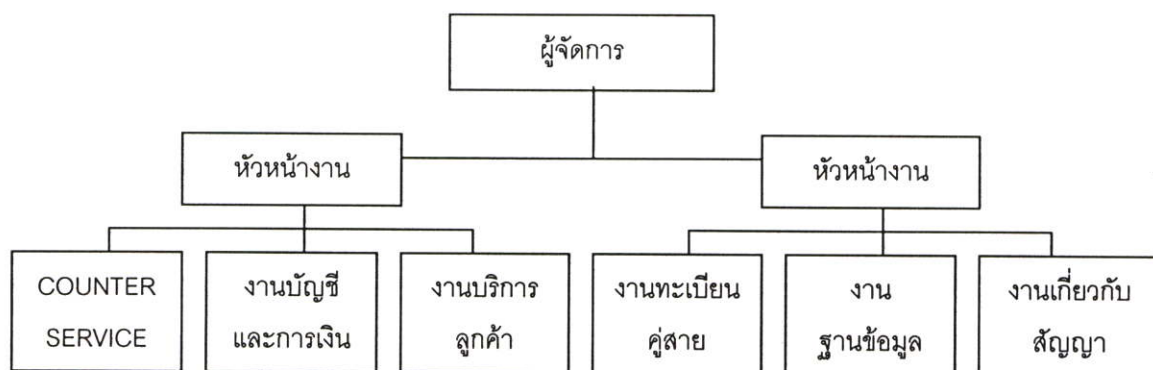 ผู้จัดการ
หัวหน้างาน
หัวหน้างาน
COUNTER
SERVICE
งานบัญชี
และการเงิน
งานบริการ
ลูกค้า
งานทะเบียน
คู่สาย
งาน
ฐานข้อมูล
งานเกี่ยวกับ
สัญญา